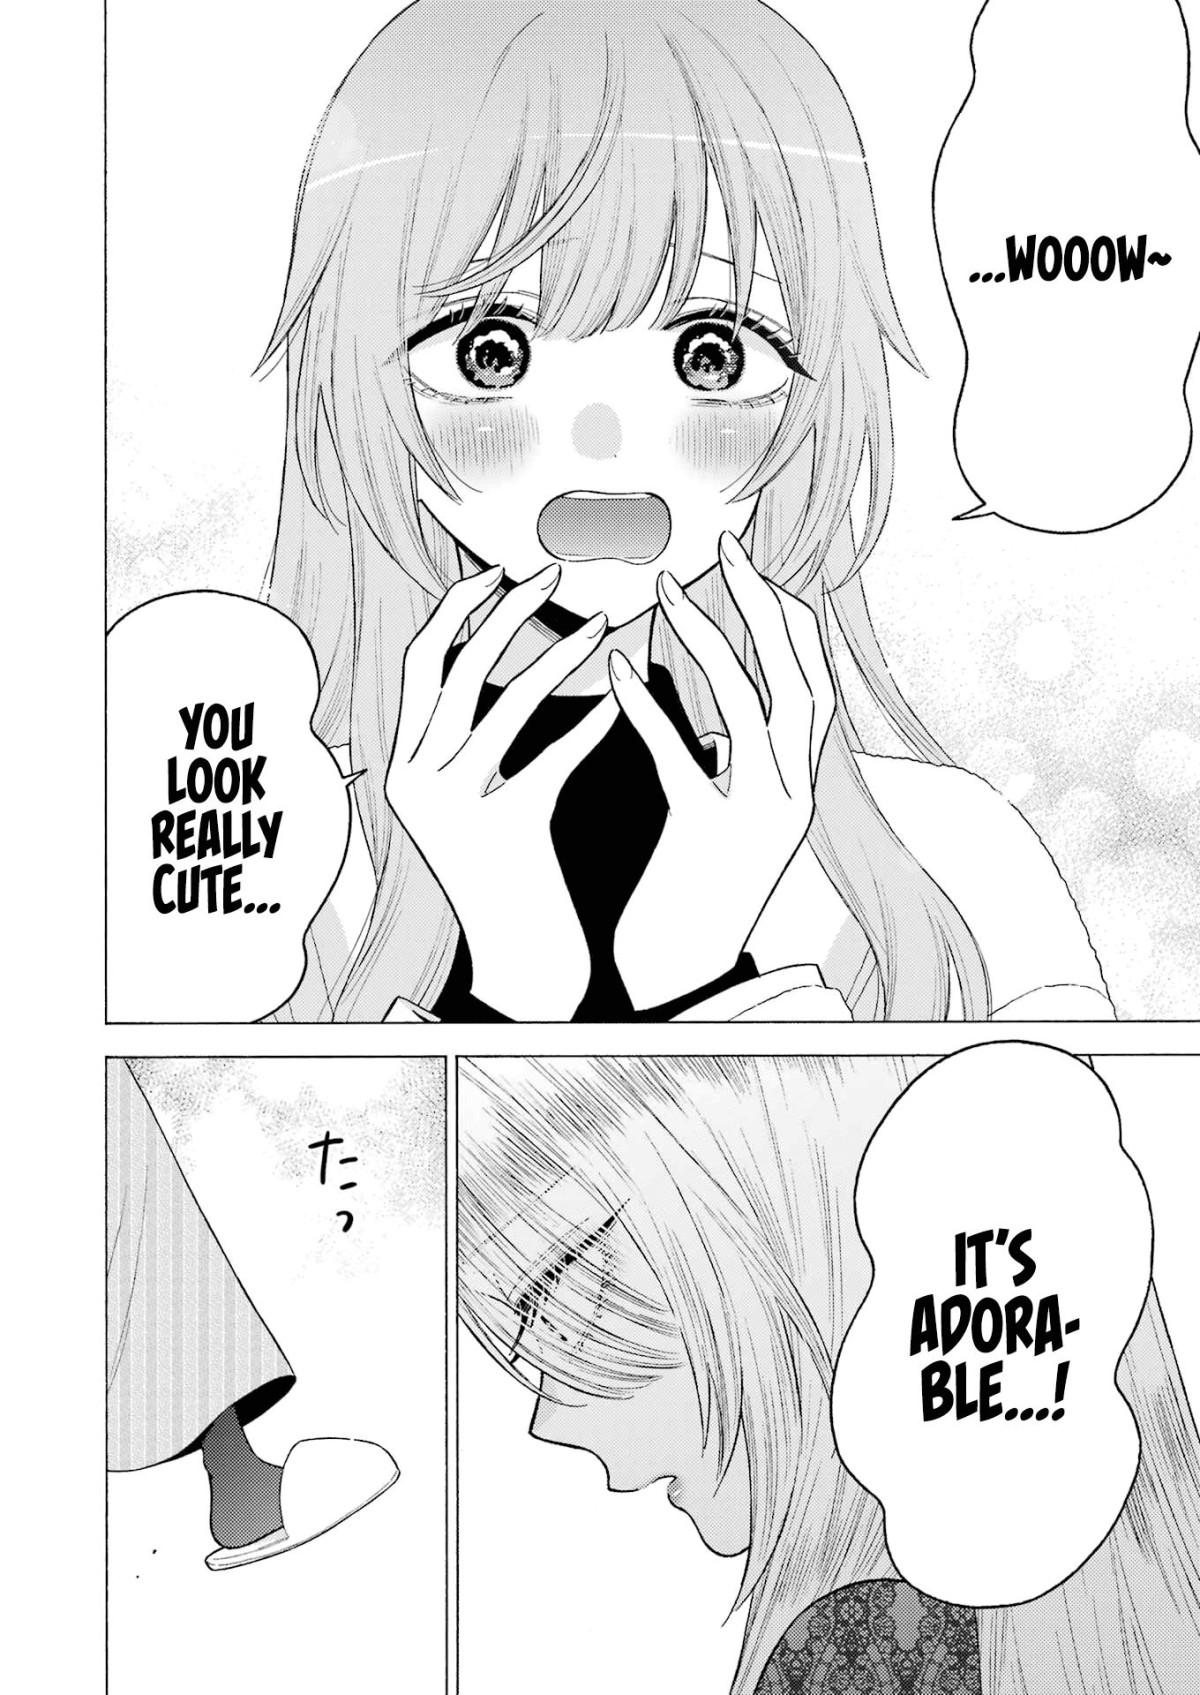 ...WOOOW~
YOU
LOOK
REALLY
CUTE...
IT'S
ADORA-
BLE...!
たっ